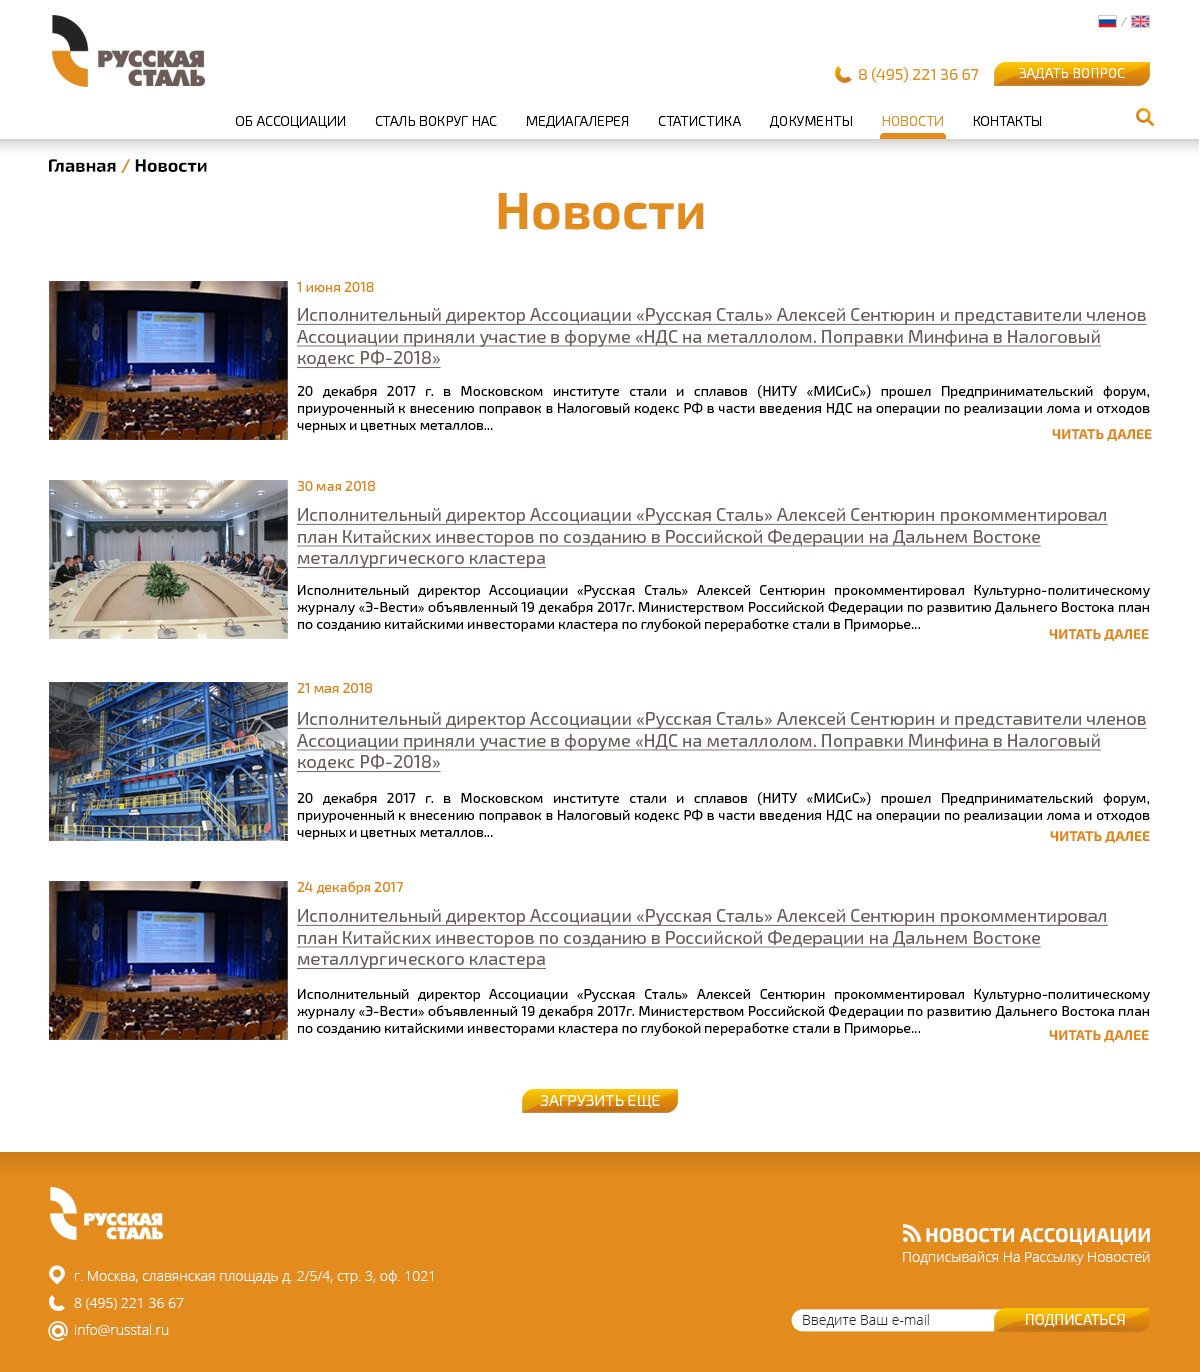 РУССКАЯ
СТАЛЬ
/
8 (495) 221 36 67
ЗАДАТЬ ВОПРОС
ОБ АССОЦИАЦИИ СТАЛЬ ВОКРУГ НАС МЕДИАГАЛЕРЕЯ СТАТИСТИКА ДОКУМЕНТЫ НОВОСТИ КОНТАКТЫ
Главная / Новости
Новости
1 июня 2018
Исполнительный директор Ассоциации «Русская Сталь» Алексей Сентюрин и представители членов
Ассоциации приняли участие в форуме «НДС на металлолом. Поправки Минфина в Налоговый
кодекс РФ-2018»
20 декабря 2017 г. в Московском институте стали и сплавов (НИТУ «МИСиС») прошел Предпринимательский форум,
приуроченный к внесению поправок в Налоговый кодекс РФ в части введения НДС на операции по реализации лома и отходов
черных и цветных металлов...
ЧИТАТЬ ДАЛЕЕ
30 мая 2018
Исполнительный директор Ассоциации «Русская Сталь» Алексей Сентюрин прокомментировал
план Китайских инвесторов по созданию в Российской Федерации на Дальнем Востоке
металлургического кластера
Исполнительный директор Ассоциации «Русская Сталь» Алексей Сентюрин прокомментировал Культурно-политическому
журналу «Э-Вести» объявленный 19 декабря 2017г. Министерством Российской Федерации по развитию Дальнего Востока план
по созданию китайскими инвесторами кластера по глубокой переработке стали в Приморье...
ЧИТАТЬ ДАЛЕЕ
21 мая 2018
Исполнительный директор Ассоциации «Русская Сталь» Алексей Сентюрин и представители членов
Ассоциации приняли участие в форуме «НДС на металлолом. Поправки Минфина в Налоговый
кодекс РФ-2018»
20 декабря 2017 г. в Московском институте стали и сплавов (НИТУ «МИСиС») прошел Предпринимательский форум,
приуроченный к внесению поправок в Налоговый кодекс РФ в части введения НДС на операции по реализации лома и отходов
черных и цветных металлов...
ЧИТАТЬ ДАЛЕЕ
24 декабря 2017
Исполнительный директор Ассоциации «Русская Сталь» Алексей Сентюрин прокомментировал
план Китайских инвесторов по созданию в Российской Федерации на Дальнем Востоке
металлургического кластера
Исполнительный директор Ассоциации «Русская Сталь» Алексей Сентюрин прокомментировал Культурно-политическому
журналу «Э-Вести» объявленный 19 декабря 2017г. Министерством Российской Федерации по развитию Дальнего Востока план
по созданию китайскими инвесторами кластера по глубокой переработке стали в Приморье...
ЧИТАТЬ ДАЛЕЕ
ЗАГРУЗИТЬ ЕЩЕ
РУССКАЯ
СТАЛЬ
г. Москва, славянская площадь д. 2/5/4, стр. 3, оф. 1021
8 (495) 221 36 67
info@russtal.ru
НОВОСТИ АССОЦИАЦИИ
Подписывайся На Рассылку Новостей
Введите Ваш e-mail
ПОДПИСАТЬСЯ